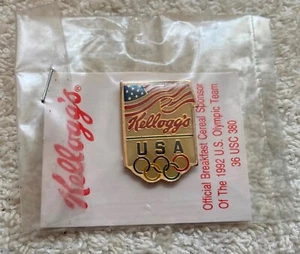 Kellogg's
Kellogg's
USA
Official Breakfast Cereal Sponsor
Of The 1992 U.S. Olympic Team
36 USC 380